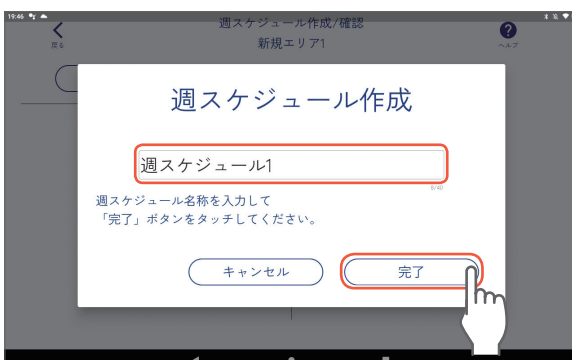 19:46
週スケジュール作成/確認
新規エリア1
戻る
ヘルプ
週スケジュール作成
週スケジュール1
8/40
週スケジュール名称を入力して
「完了」ボタンをタッチしてください。
キャンセル
完了